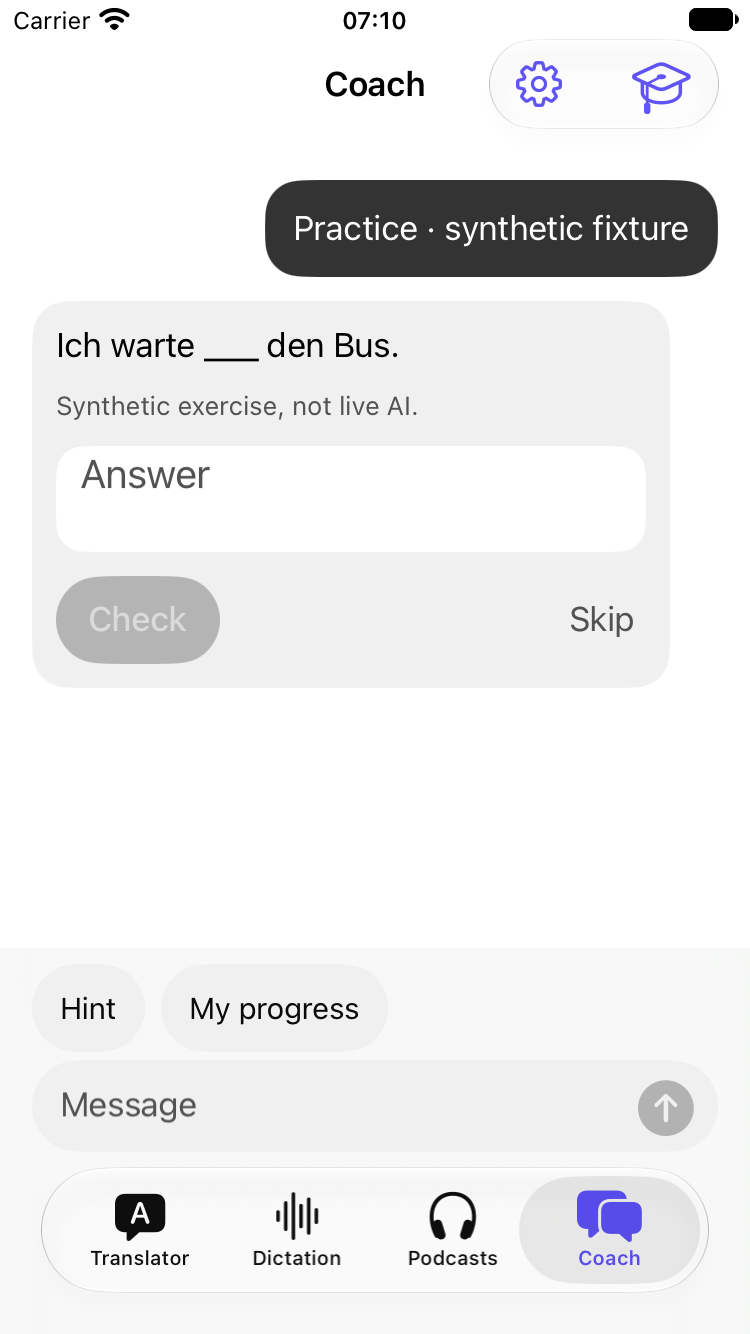 Carrier
07:10
Coach
Practice · synthetic fixture
Ich warte ___ den Bus.
Synthetic exercise, not live AI.
Answer
Check
Skip
Hint
My progress
Message
A
Translator
Dictation
Podcasts
Coach